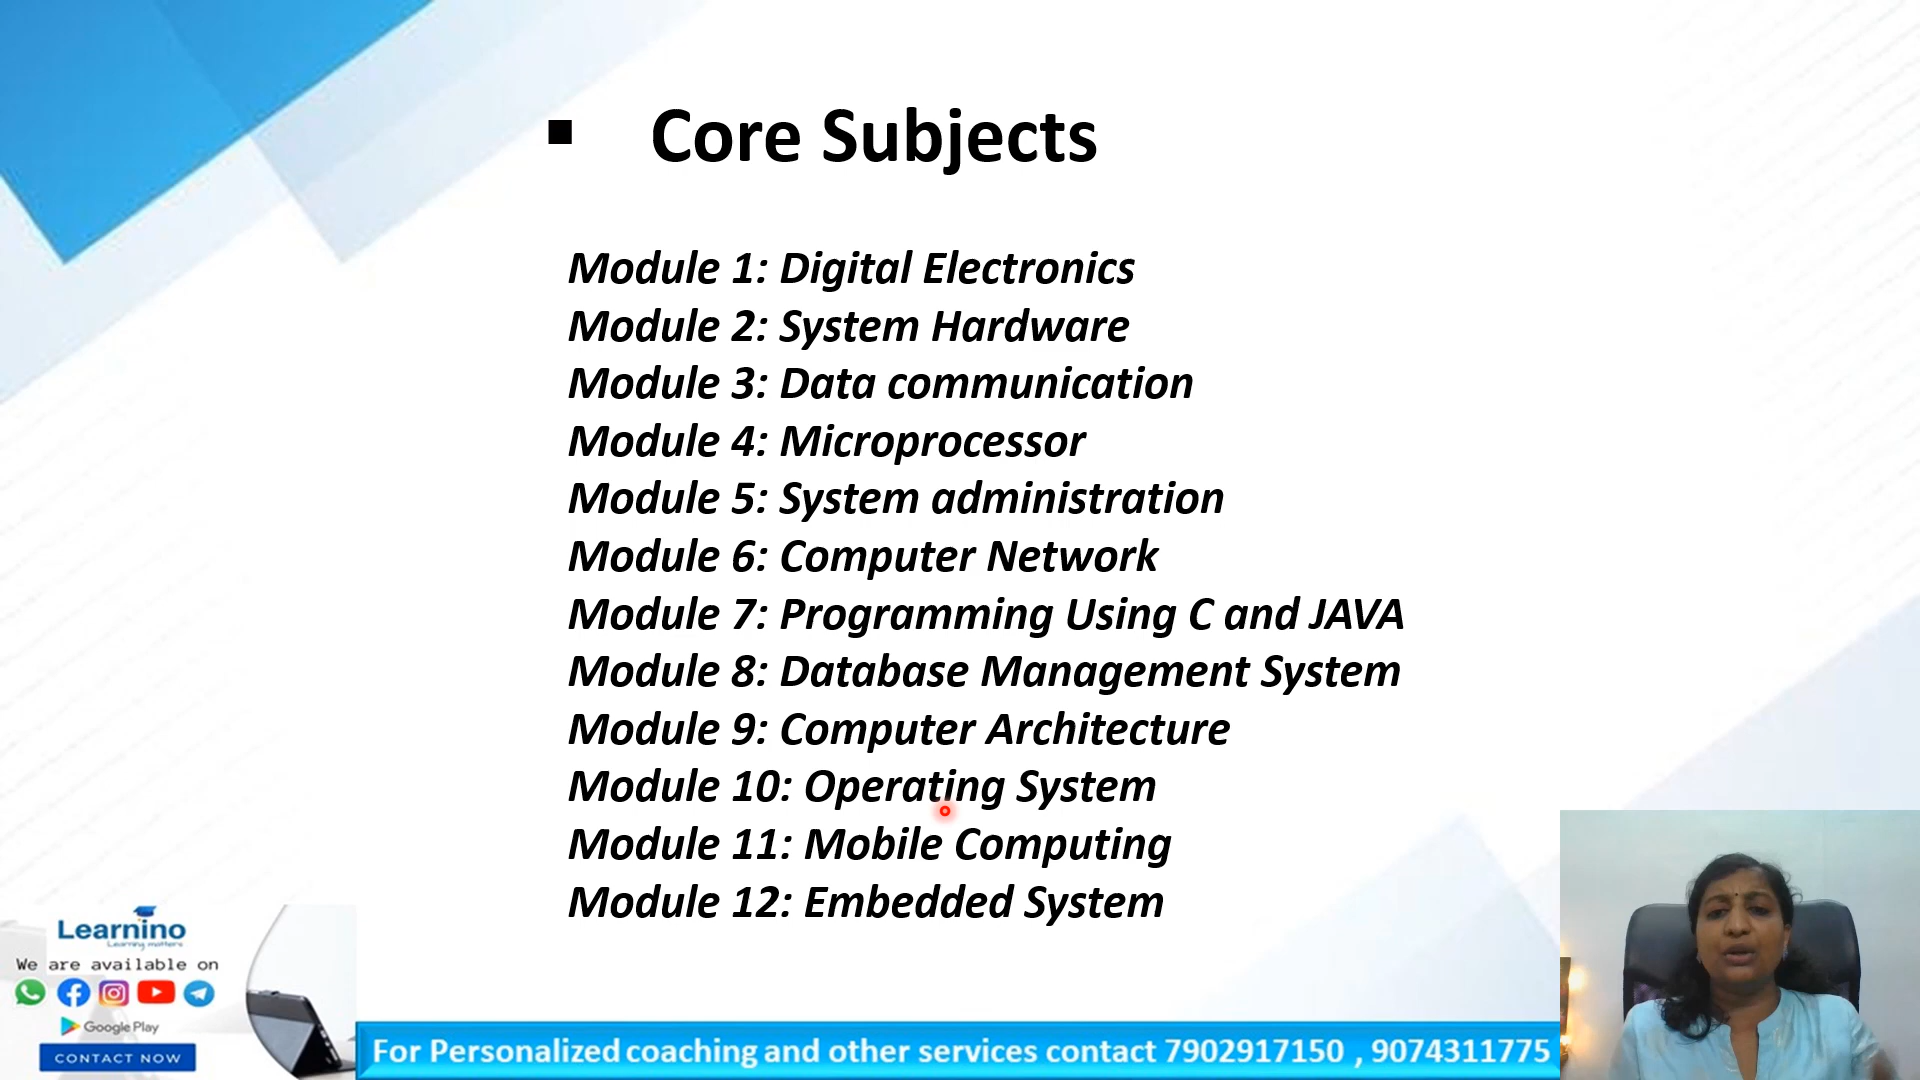 ▪ Core Subjects
Module 1: Digital Electronics
Module 2: System Hardware
Module 3: Data communication
Module 4: Microprocessor
Module 5: System administration
Module 6: Computer Network
Module 7: Programming Using C and JAVA
Module 8: Database Management System
Module 9: Computer Architecture
Module 10: Operating System
Module 11: Mobile Computing
Module 12: Embedded System
Learnino
Learning matters
We are available on
Google Play
CONTACT NOW
For Personalized coaching and other services contact 7902917150 , 9074311775